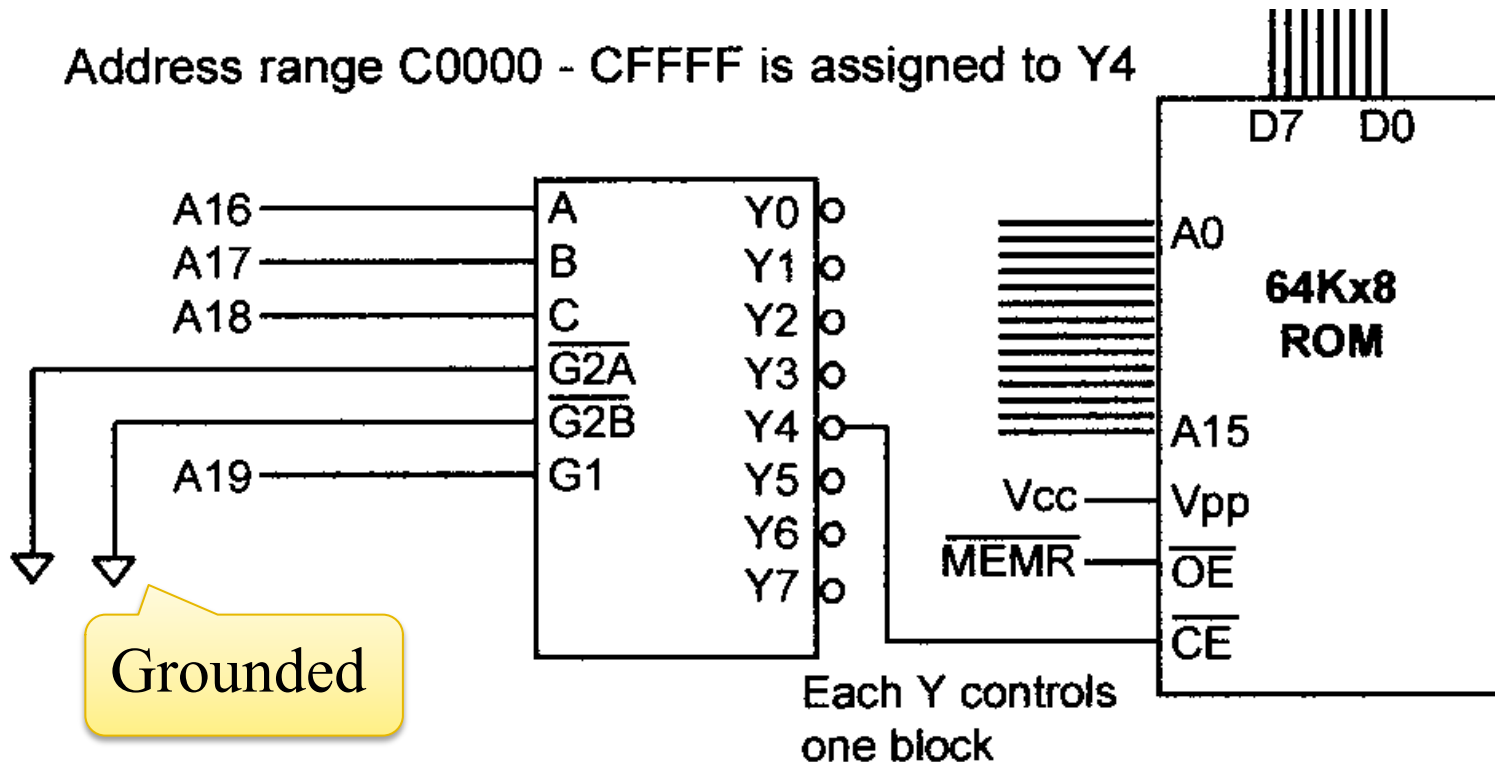 Address range C0000 - CFFFF is assigned to Y4
D7 D0
A16 A Y0 A0
A17 B Y1
A18 C Y2 64Kx8
G2A Y3 ROM
G2B Y4 A15
A19 G1 Y5 Vcc Vpp
Y6 MEMR OE
Y7
Grounded CE
Each Y controls
one block